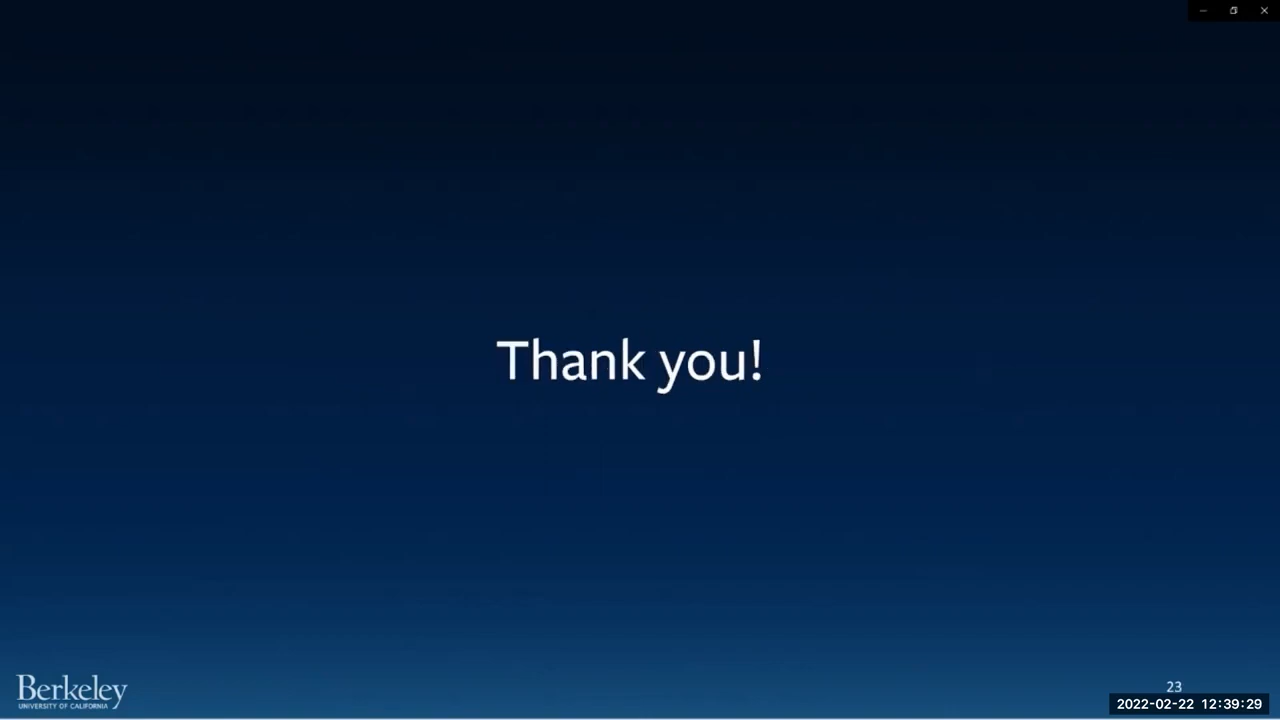 Thank you!
Berkeley
UNIVERSITY OF CALIFORNIA
23
2022-02-22 12:39:29